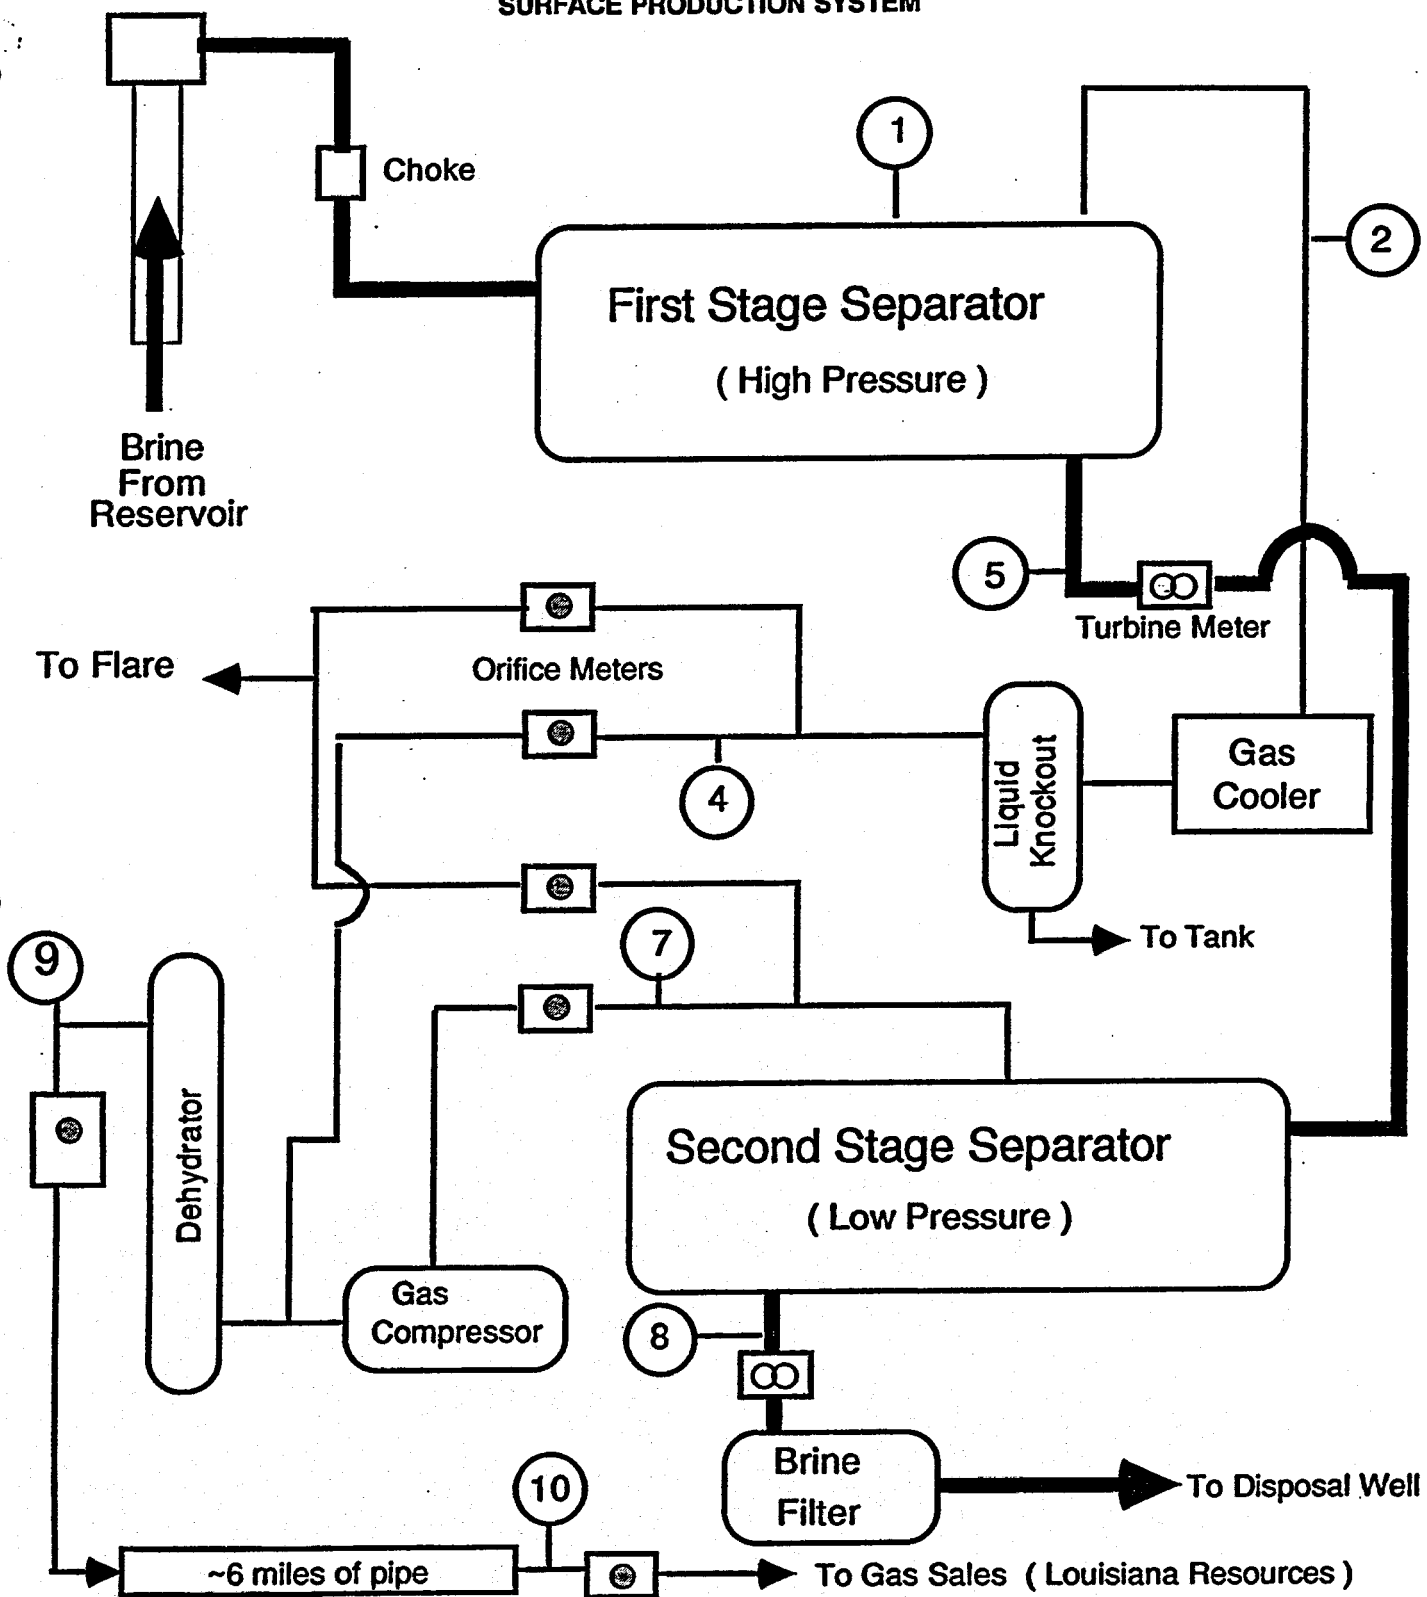 SURFACE PRODUCTION SYSTEM
1
Choke
2
First Stage Separator
( High Pressure )
Brine
From
Reservoir
5
Turbine Meter
To Flare
Orifice Meters
4
Liquid
Knockout
Gas
Cooler
7
To Tank
9
Dehydrator
Second Stage Separator
( Low Pressure )
Gas
Compressor
8
Brine
Filter
To Disposal Well
10
~6 miles of pipe
To Gas Sales ( Louisiana Resources )